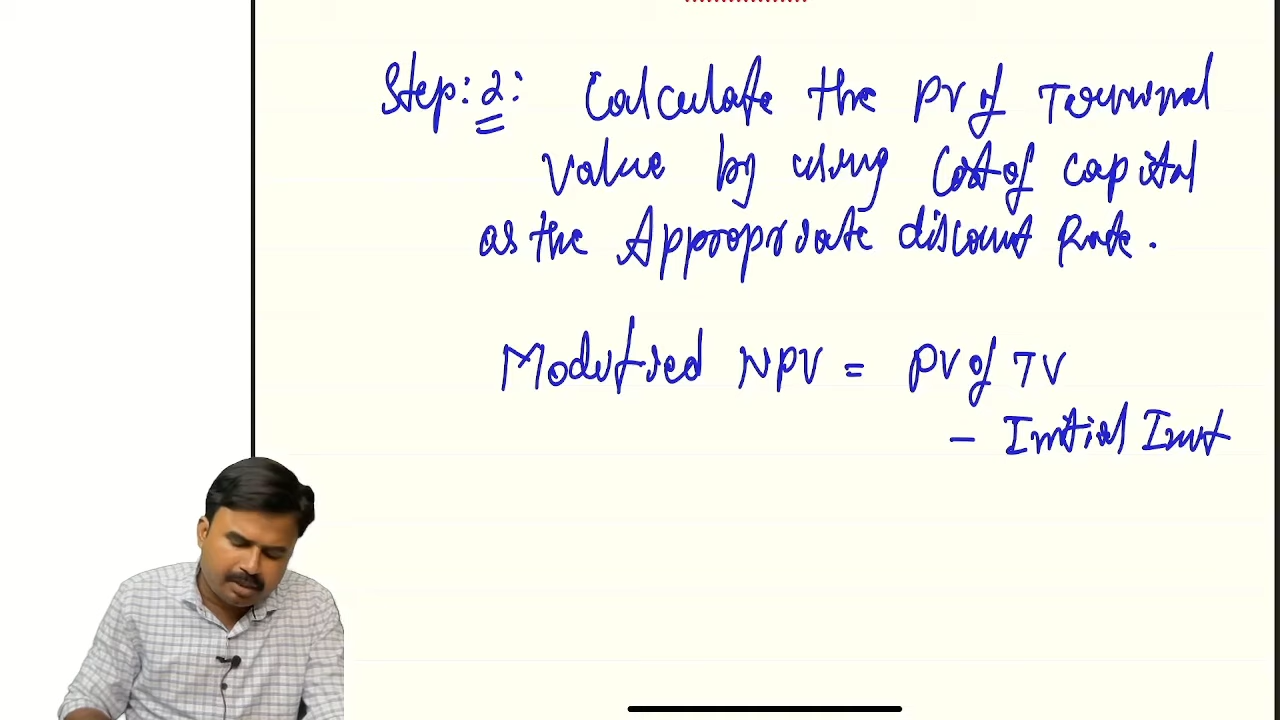 Step: 2: Calculate the PV of Terminal
Value by using Cost of Capital
as the Appropriate discount Rate.
Modified NPV = PV of TV
- Initial Invt